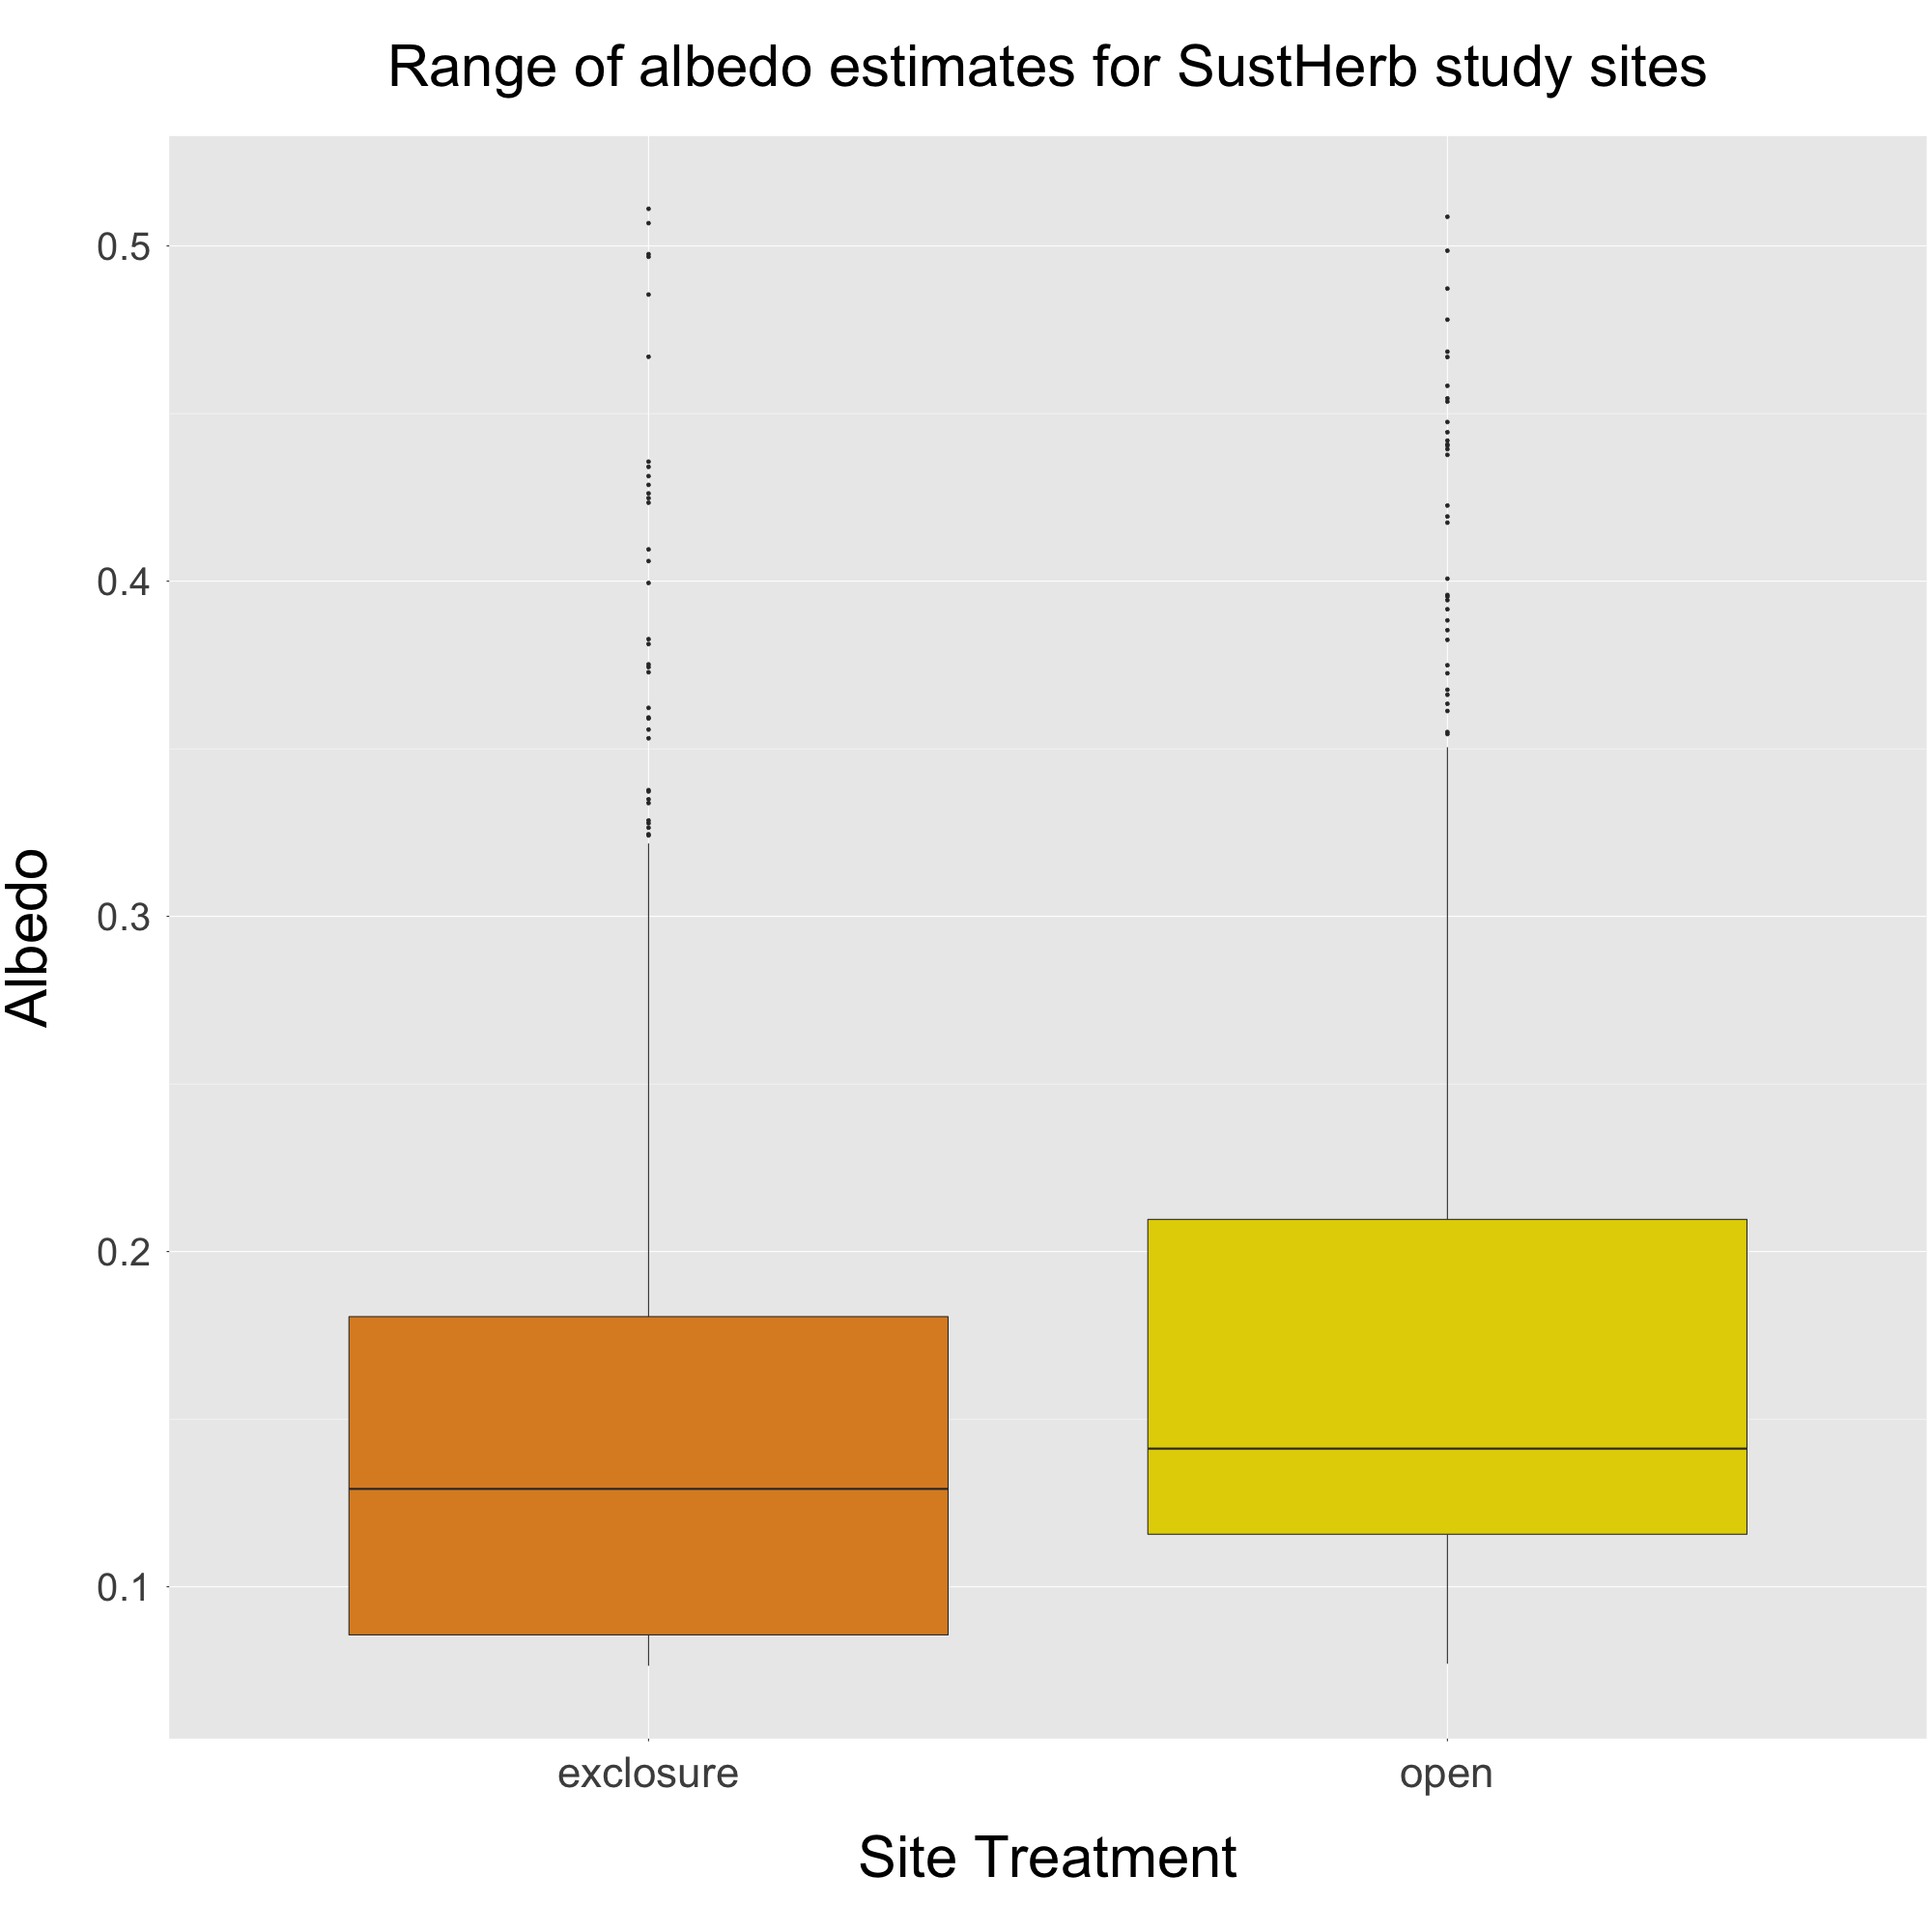 Range of albedo estimates for SustHerb study sites
Albedo
0.5
0.4
0.3
0.2
0.1
exclosure open
Site Treatment